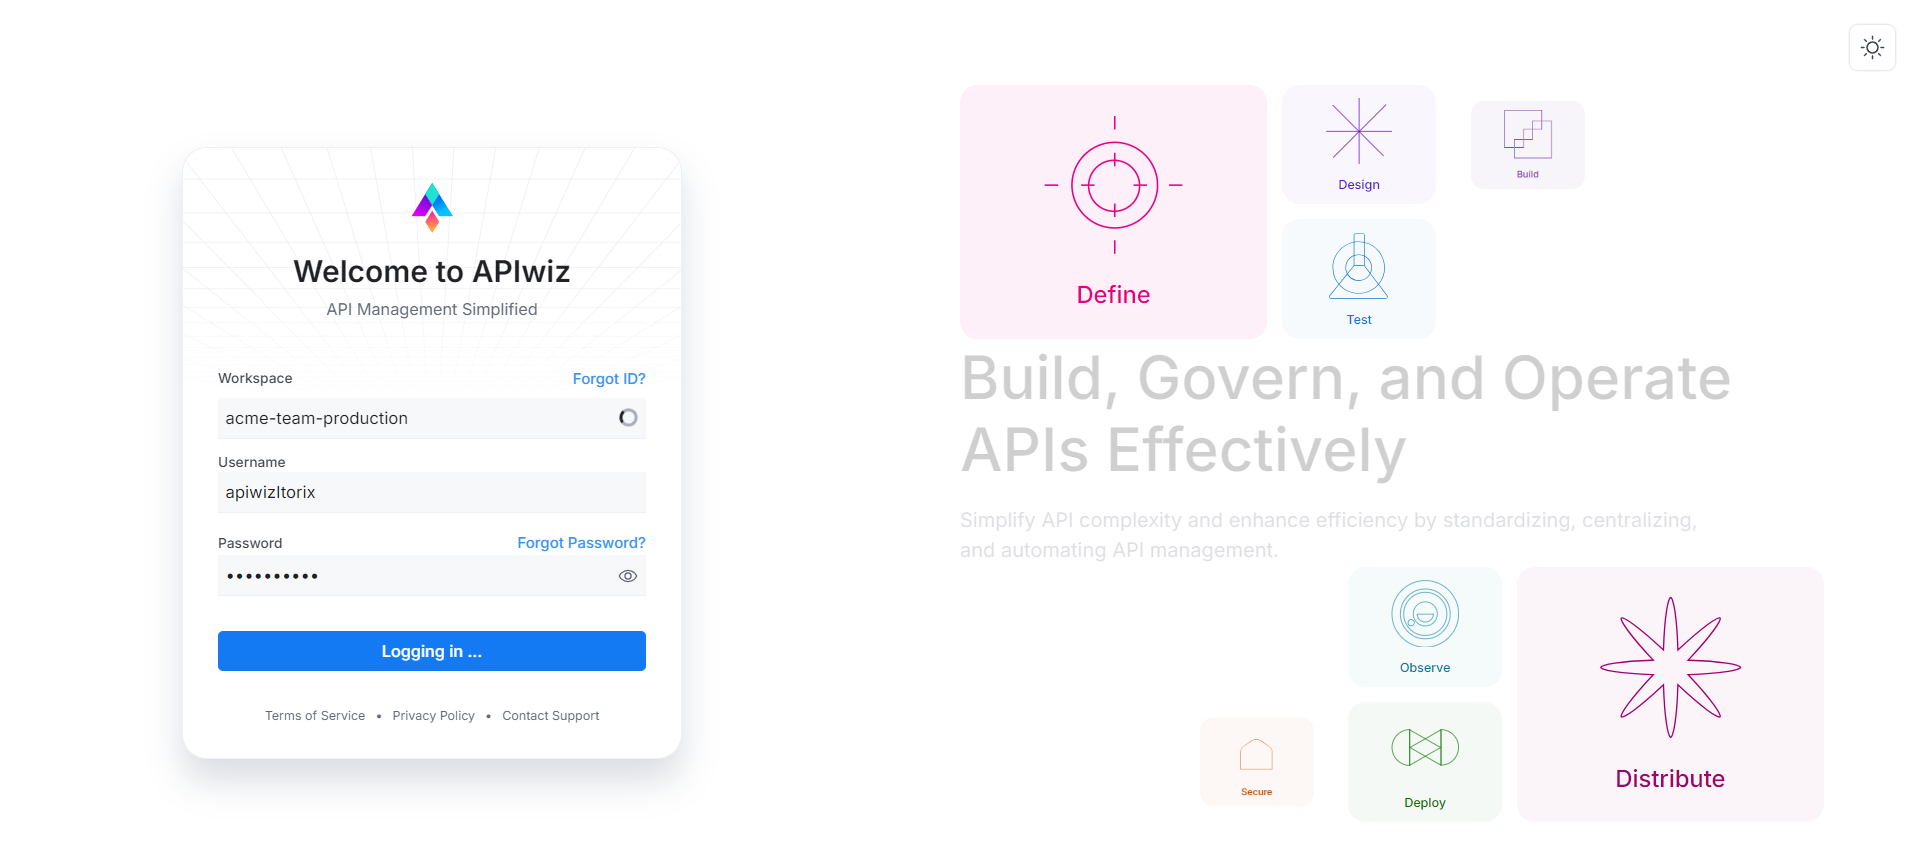 Welcome to APIwiz
API Management Simplified
Workspace
Forgot ID?
acme-team-production
Username
apiwizItorix
Password
Forgot Password?
••••••••••
Logging in ...
Terms of Service • Privacy Policy • Contact Support
Define
Design
Build
Test
Build, Govern, and Operate
APIs Effectively
Simplify API complexity and enhance efficiency by standardizing, centralizing,
and automating API management.
Observe
Secure
Deploy
Distribute